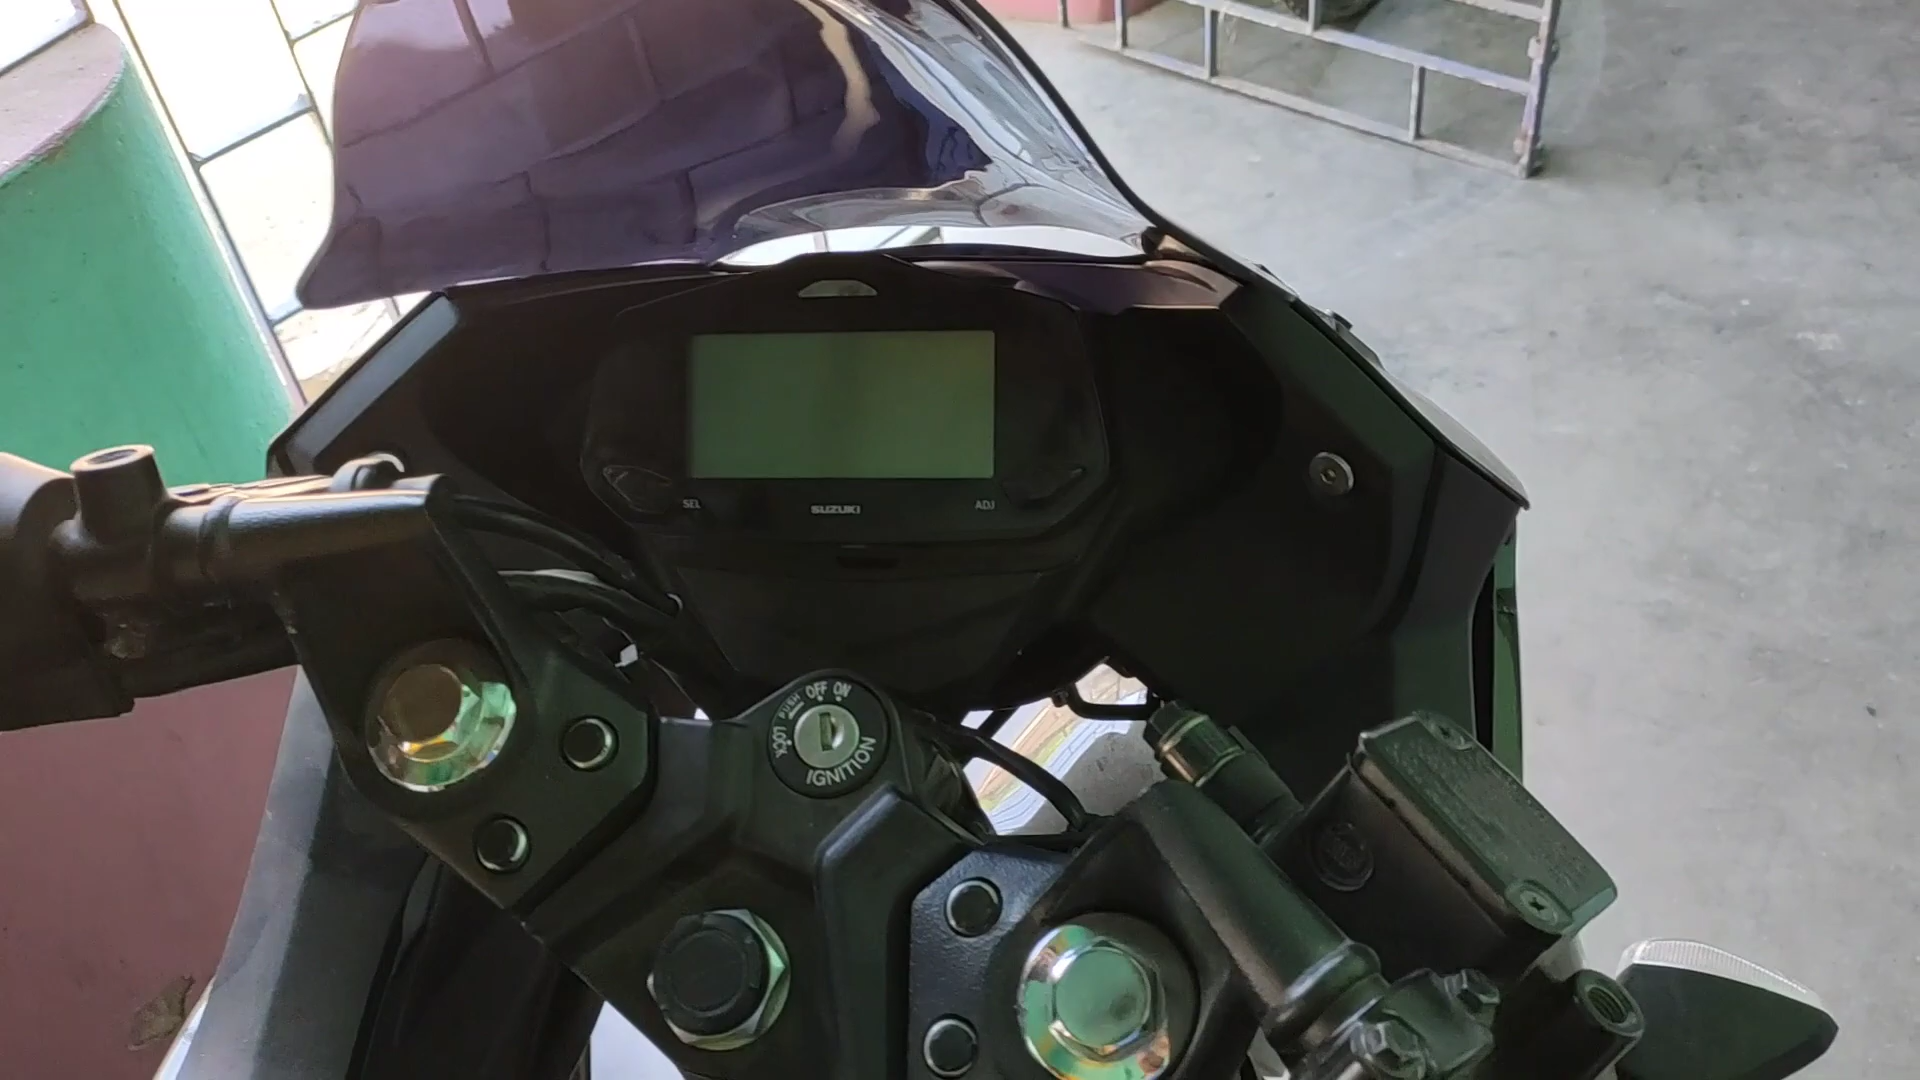 SEL
SUZUKI
ADJ
PUSH
OFF
ON
LOCK
IGNITION